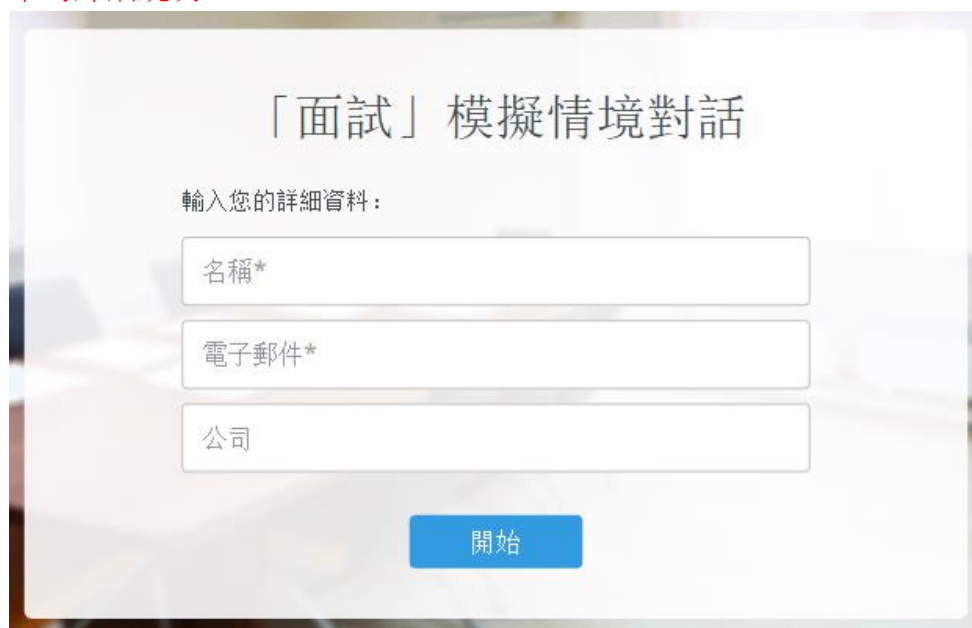 「面試」模擬情境對話
輸入您的詳細資料：
名稱*
電子郵件*
公司
開始